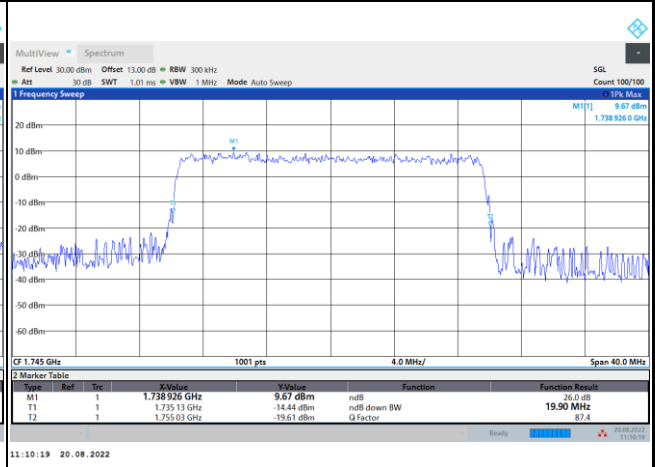 MultiView Spectrum
Ref Level 30.00 dBm Offset 13.00 dB RBW 300 kHz SGL
Att 30 dB SWT 1.01 ms VBW 1 MHz Mode Auto Sweep Count 100/100
1 Frequency Sweep 1Pk Max
M1[1] 9.67 dBm
1.738 926 0 GHz
20 dBm
M1
10 dBm
0 dBm
-10 dBm
-20 dBm
-30 dBm
-40 dBm
-50 dBm
-60 dBm
CF 1.745 GHz 1001 pts 4.0 MHz/ Span 40.0 MHz
2 Marker Table
Type Ref Trc X-Value Y-Value Function Function Result
M1 1 1.738 926 GHz 9.67 dBm ndB 26.0 dB
T1 1 1.735 13 GHz -14.44 dBm ndB down BW 19.90 MHz
T2 1 1.755 03 GHz -19.61 dBm Q Factor 87.4
Ready 20.08.2022
11:10:19
11:10:19 20.08.2022